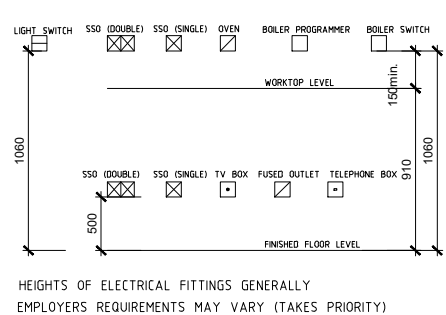 LIGHT SWITCH SSO (DOUBLE) SSO (SINGLE) OVEN BOILER PROGRAMMER BOILER SWITCH
WORKTOP LEVEL
150min.
1060
910
1060
SSO (DOUBLE) SSO (SINGLE) TV BOX FUSED OUTLET TELEPHONE BOX
500
FINISHED FLOOR LEVEL
HEIGHTS OF ELECTRICAL FITTINGS GENERALLY
EMPLOYERS REQUIREMENTS MAY VARY (TAKES PRIORITY)